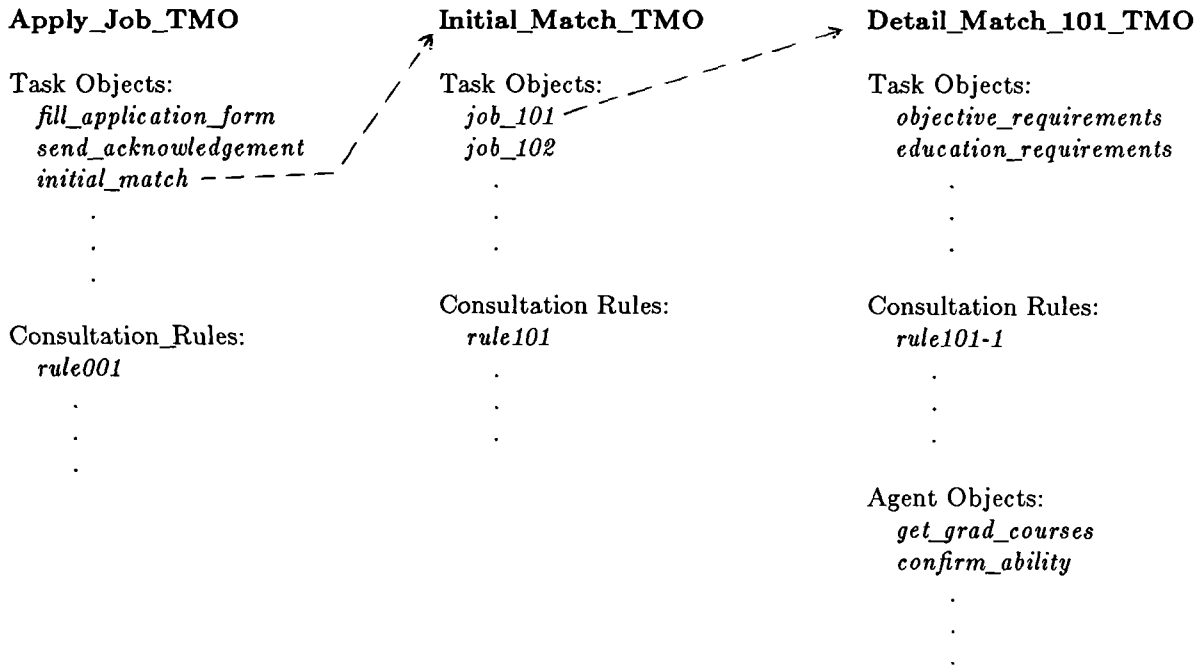 Apply_Job_TMO
Task Objects:
fill_application_form
send_acknowledgement
initial_match
.
.
.
Consultation_Rules:
rule001
.
.
.
Initial_Match_TMO
Task Objects:
job_101
job_102
.
.
.
Consultation Rules:
rule101
.
.
.
Detail_Match_101_TMO
Task Objects:
objective_requirements
education_requirements
.
.
.
Consultation Rules:
rule101-1
.
.
.
Agent Objects:
get_grad_courses
confirm_ability
.
.
.